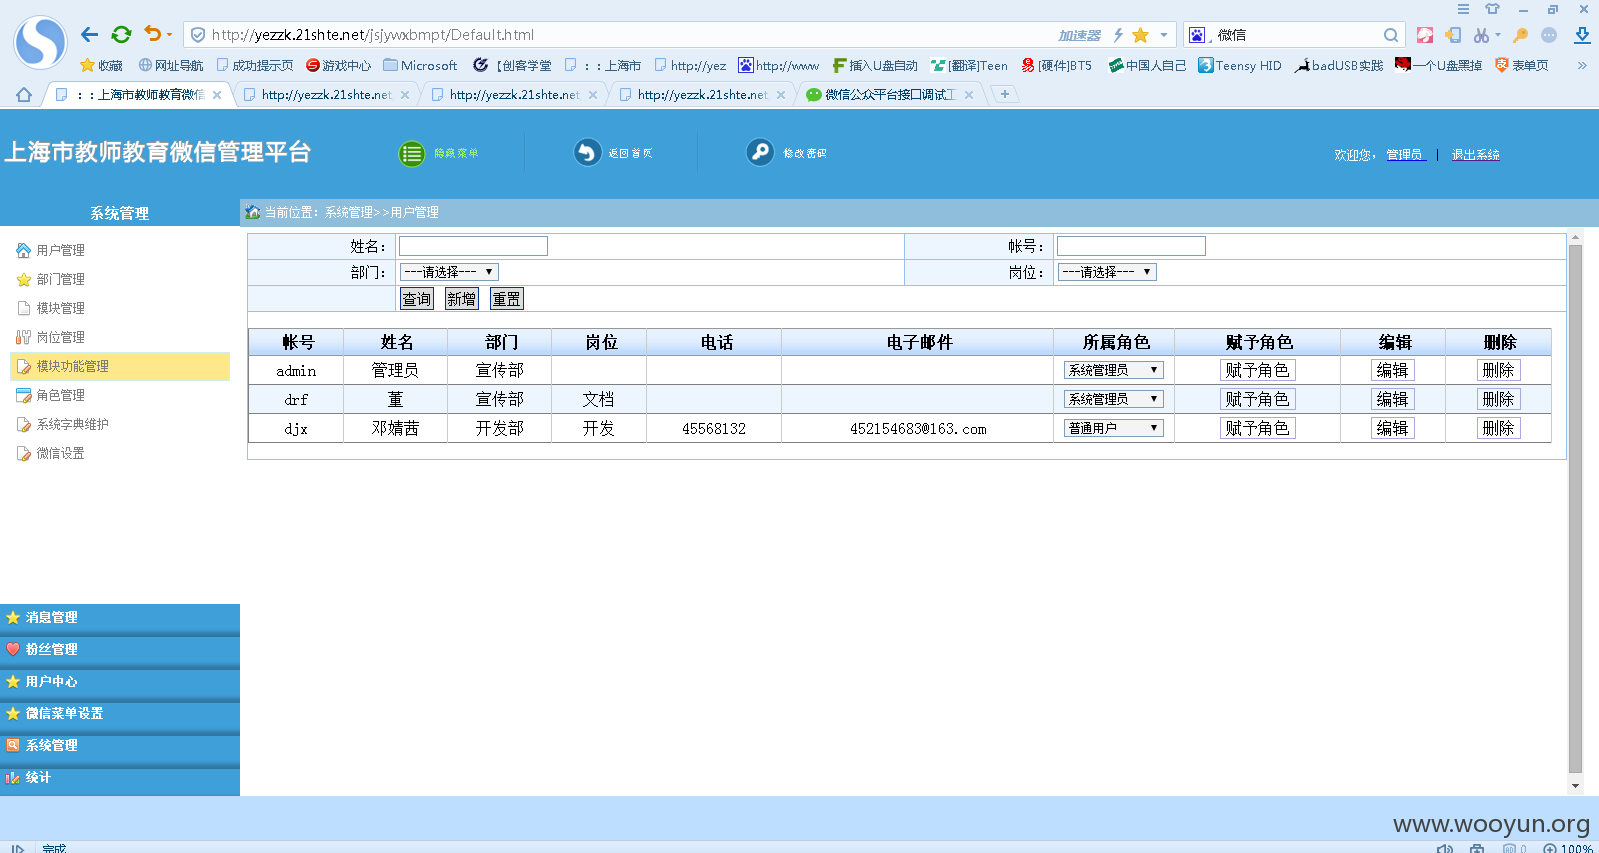 http://yezzk.21shte.net/jsjywxbmpt/Default.html 加速器 微信
收藏 网址导航 成功提示页 游戏中心 Microsoft 【创客学堂 : : 上海市 http://yez http://www 插入U盘自动 [翻译]Teen [硬件]BT5 中国人自己 Teensy HID badUSB实践 一个U盘黑掉 表单页 »
: : 上海市教师教育微信 × http://yezzk.21shte.net × http://yezzk.21shte.net × http://yezzk.21shte.net × 微信公众平台接口调试工 × +
上海市教师教育微信管理平台 隐藏菜单 返回首页 修改密码 欢迎您, 管理员 | 退出系统
系统管理 当前位置：系统管理>>用户管理
用户管理
部门管理
模块管理
岗位管理
模块功能管理
角色管理
系统字典维护
微信设置
消息管理
粉丝管理
用户中心
微信菜单设置
系统管理
统计
姓名： 帐号：
部门： ---请选择--- 岗位： ---请选择---
查询 新增 重置
帐号 姓名 部门 岗位 电话 电子邮件 所属角色 赋予角色 编辑 删除
admin 管理员 宣传部 系统管理员 赋予角色 编辑 删除
drf 董 宣传部 文档 系统管理员 赋予角色 编辑 删除
djx 邓婧茜 开发部 开发 45568132 452154683@163.com 普通用户 赋予角色 编辑 删除
www.wooyun.org
完成 0 100%